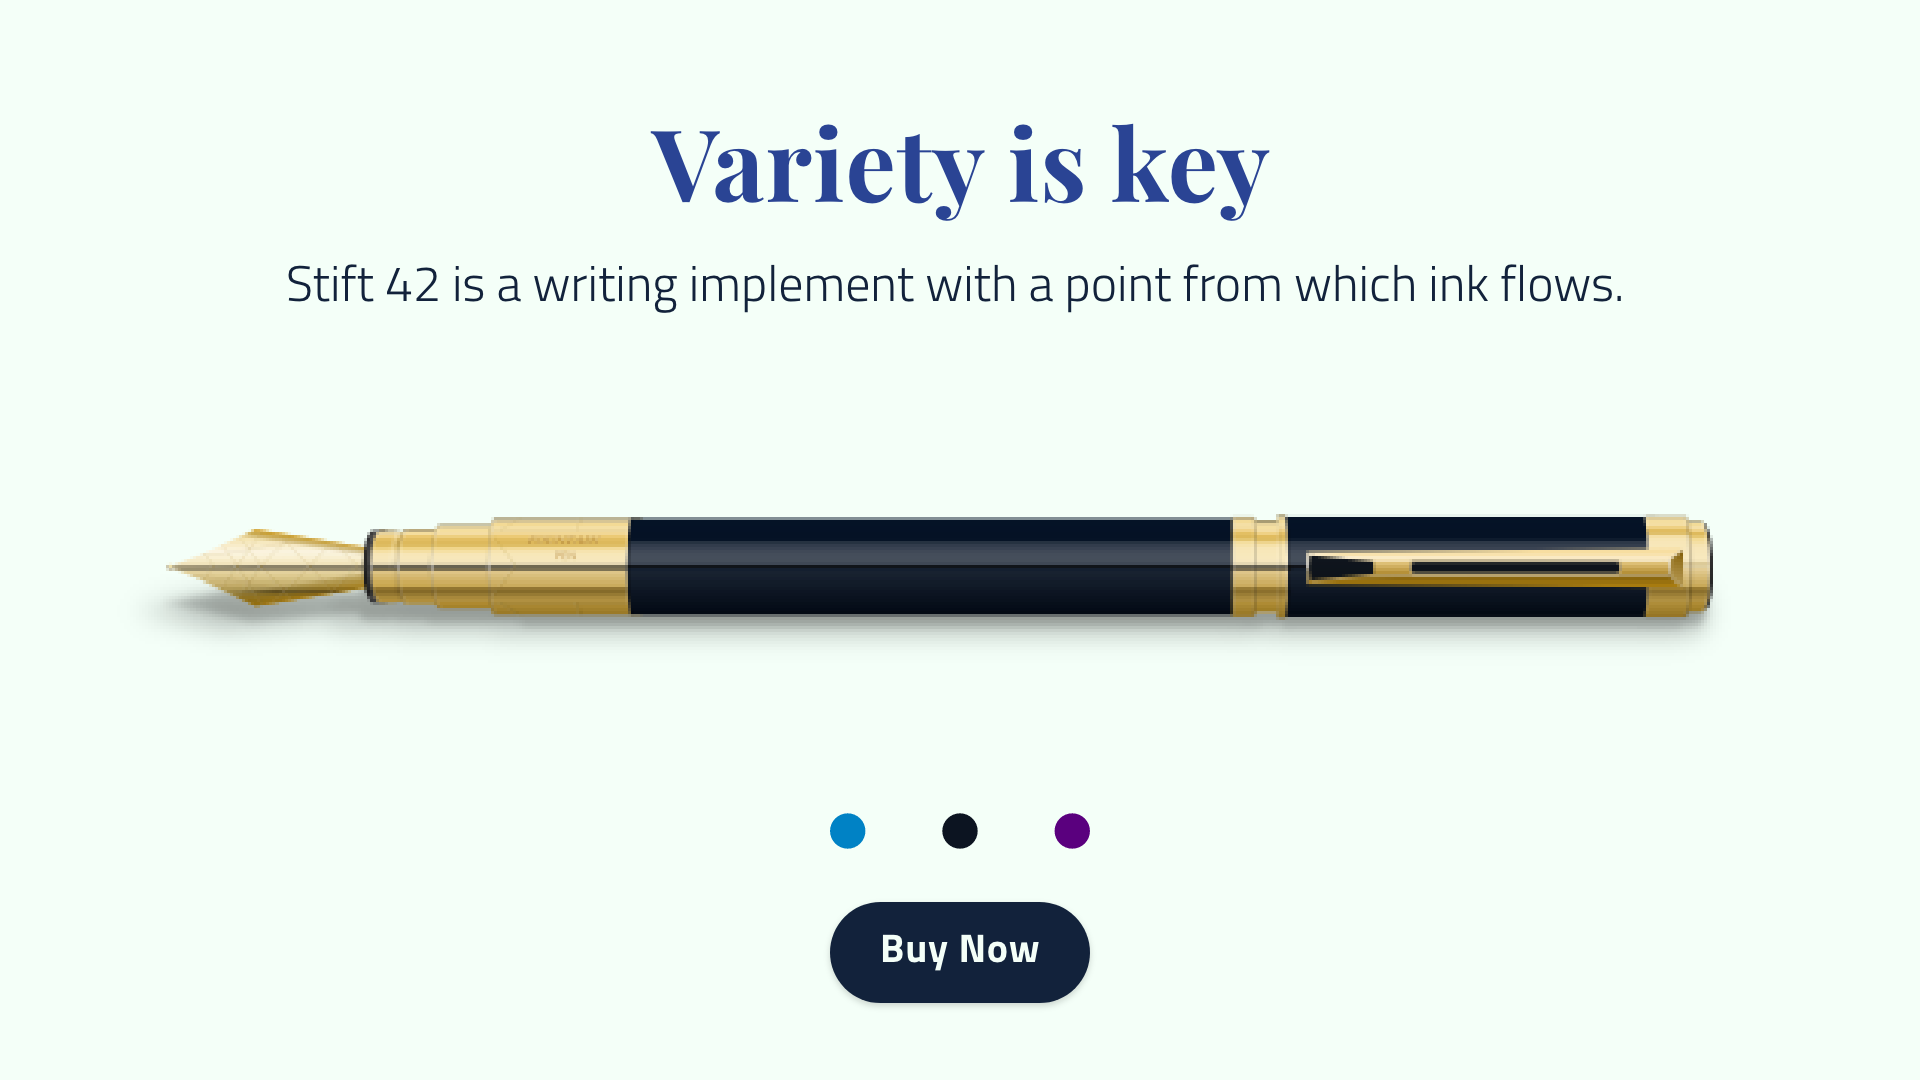 Variety is key
Stift 42 is a writing implement with a point from which ink flows.
Buy Now